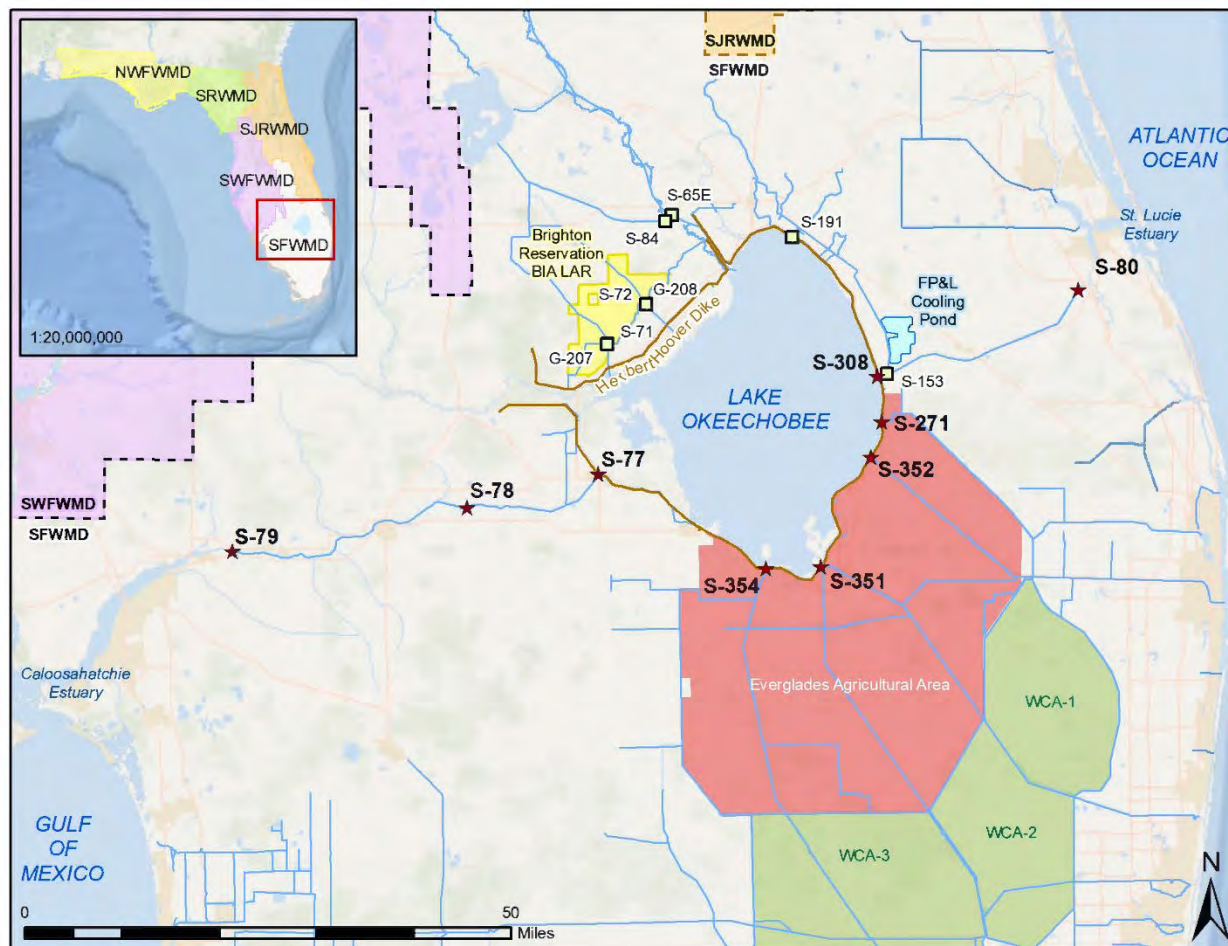 NWFWMD
SRWMD
SJRWMD
SWFWMD
SFWMD
1:20,000,000
SJRWMD
SFWMD
ATLANTIC
OCEAN
St. Lucie
Estuary
S-65E
S-84
S-191
S-80
Brighton
Reservation
BIA LAR
S-72
G-208
S-71
G-207
Herbert Hoover Dike
FP&L
Cooling
Pond
S-308
S-153
LAKE
OKEECHOBEE
S-271
S-352
S-77
S-78
S-79
SWFWMD
SFWMD
S-354
S-351
Caloosahatchie
Estuary
Everglades Agricultural Area
WCA-1
WCA-2
WCA-3
GULF
OF
MEXICO
N
0
50
Miles